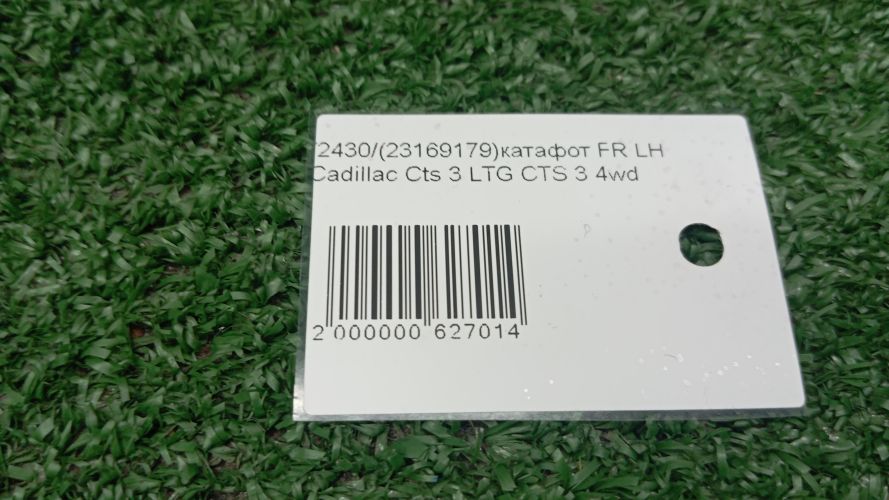 /2430/(23169179)катафот FR LH
Cadillac Cts 3 LTG CTS 3 4wd
2 000000 627014